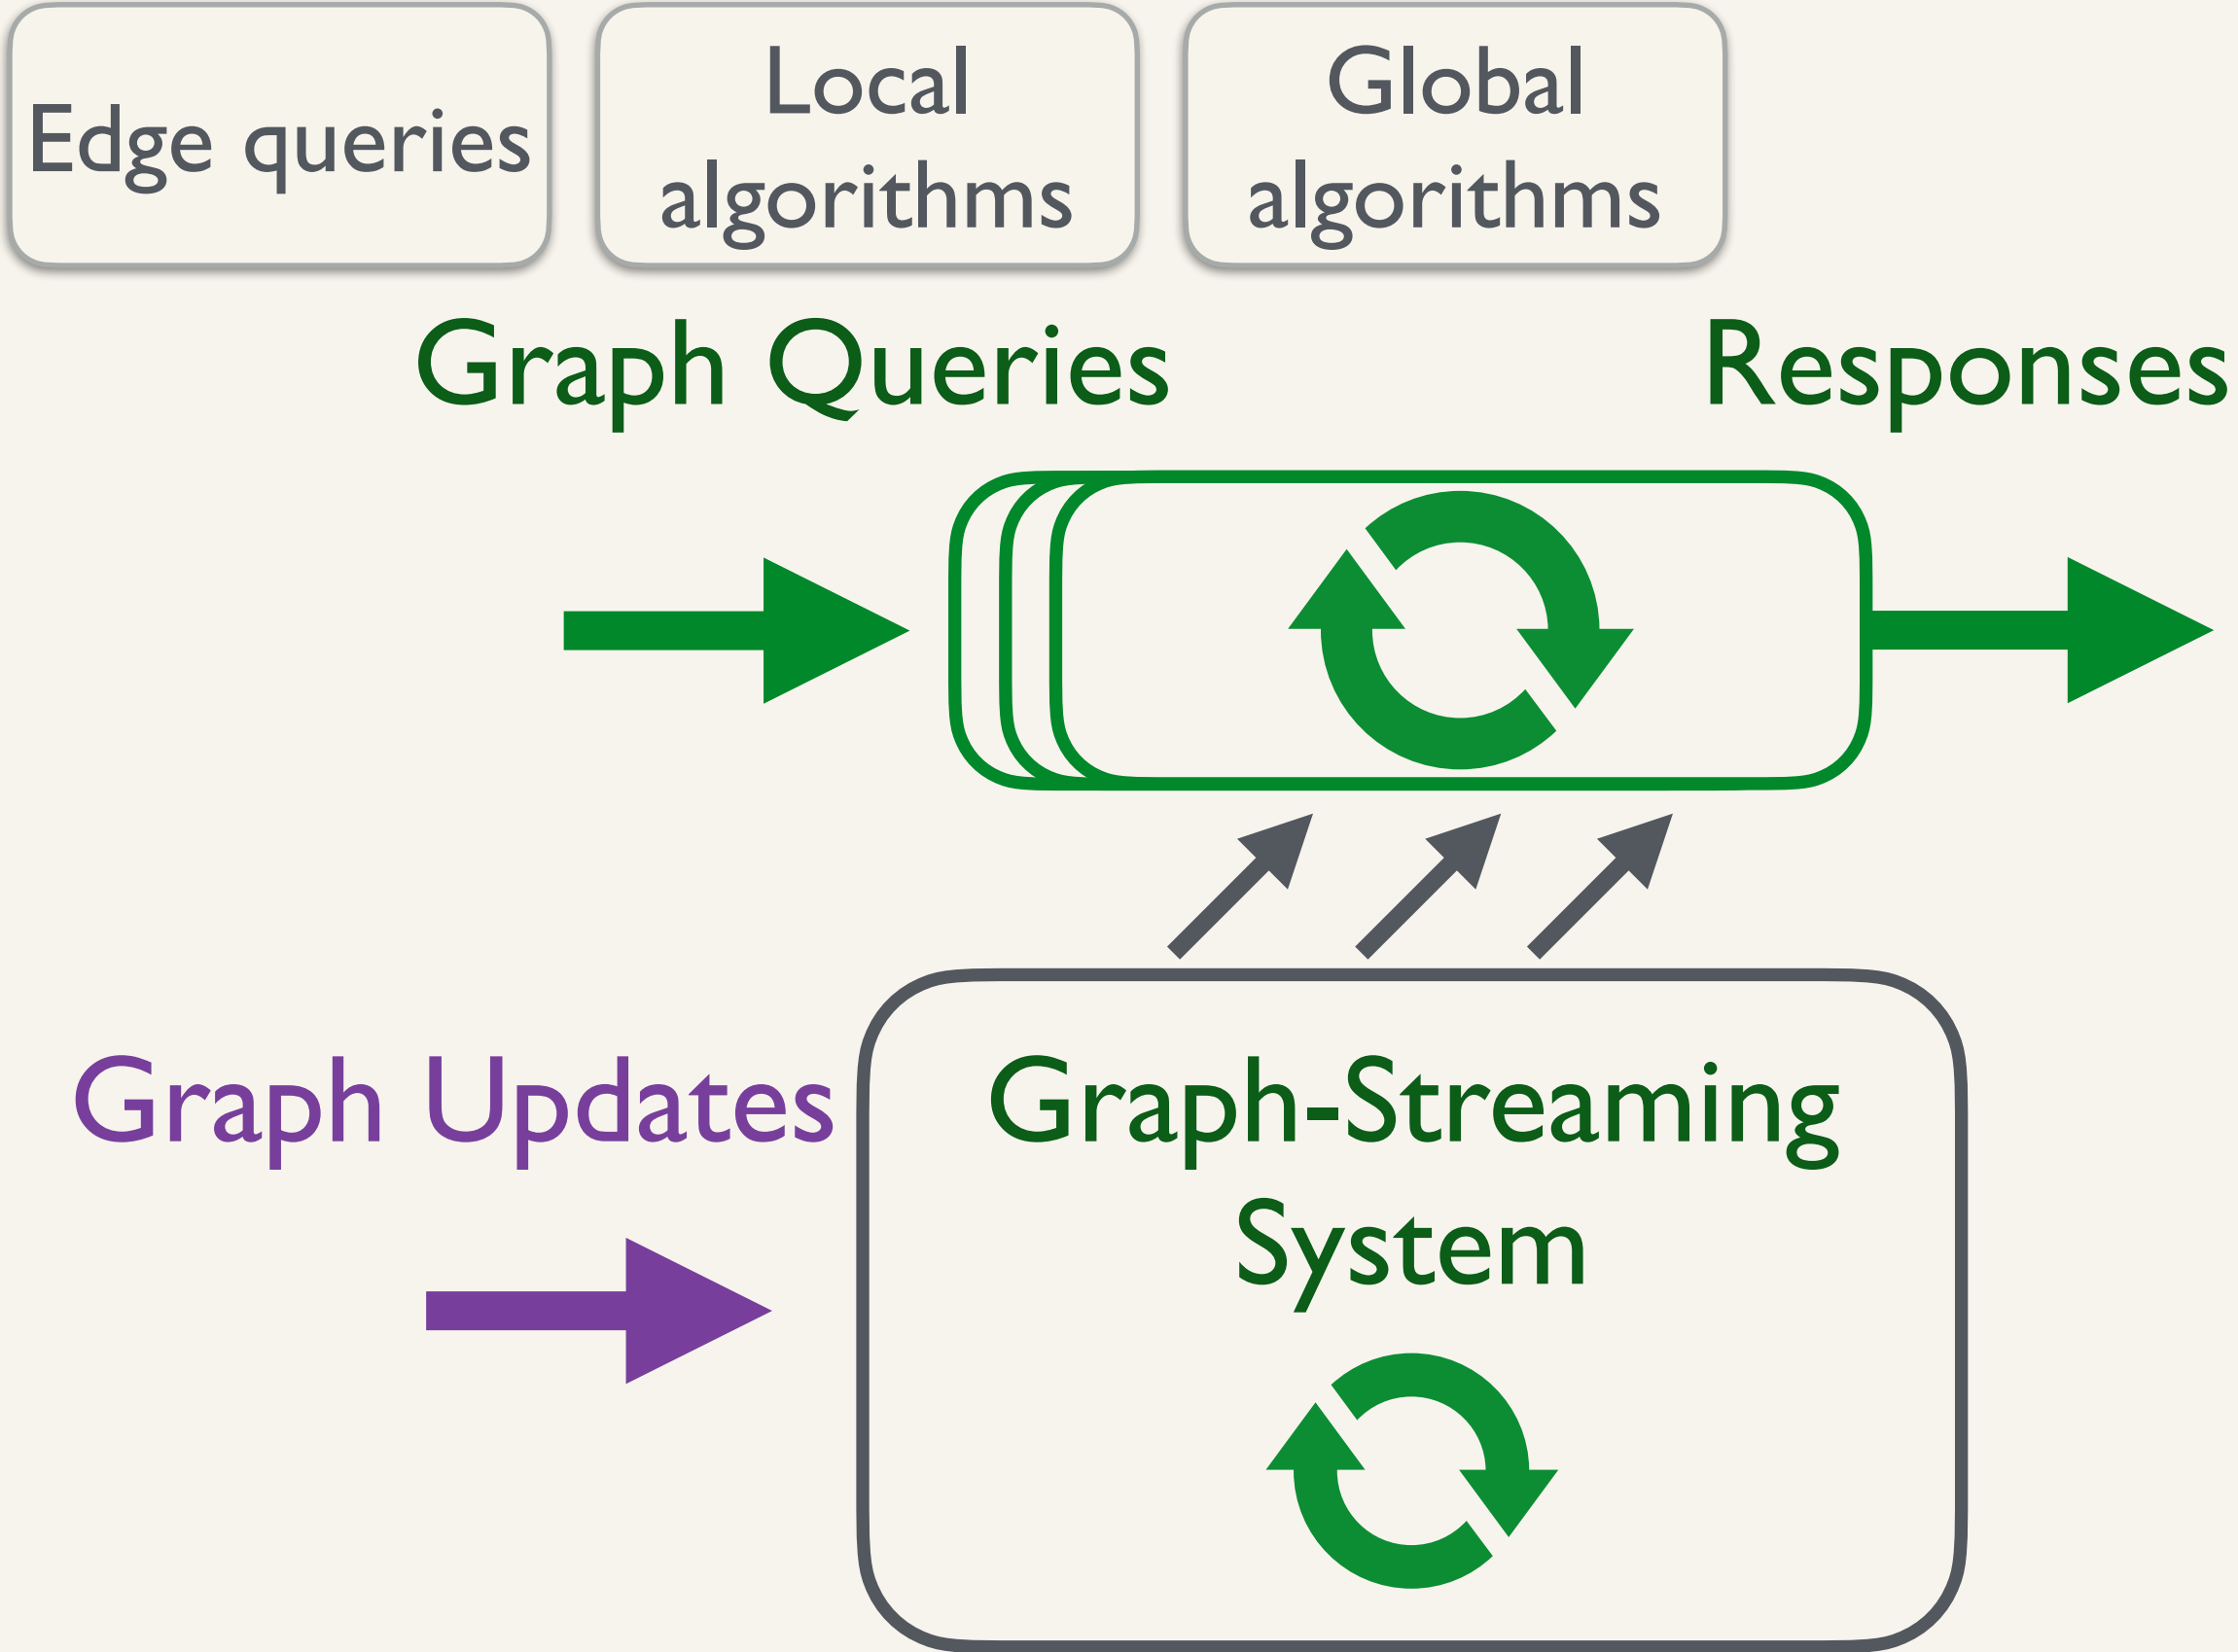 Edge queries
Local
algorithms
Global
algorithms
Graph Queries
Responses
Graph Updates
Graph-Streaming
System